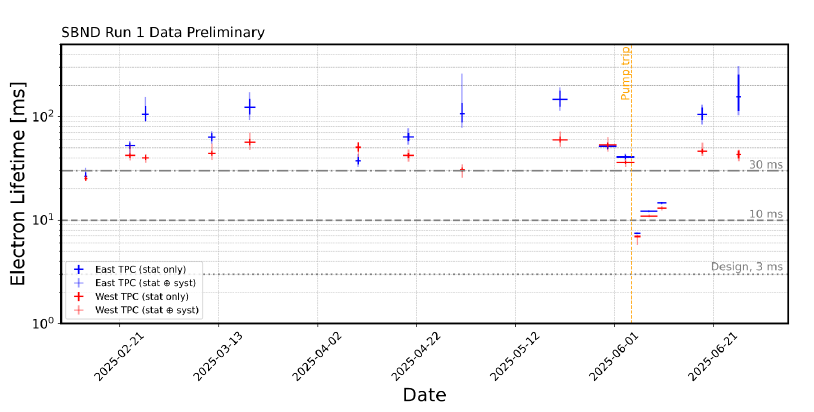 SBND Run 1 Data Preliminary
Pump trip
Electron Lifetime [ms]
10²
30 ms
10¹
10 ms
Design, 3 ms
10⁰
East TPC (stat only)
East TPC (stat ⊕ syst)
West TPC (stat only)
West TPC (stat ⊕ syst)
2025-02-21
2025-03-13
2025-04-02
2025-04-22
2025-05-12
2025-06-01
2025-06-21
Date